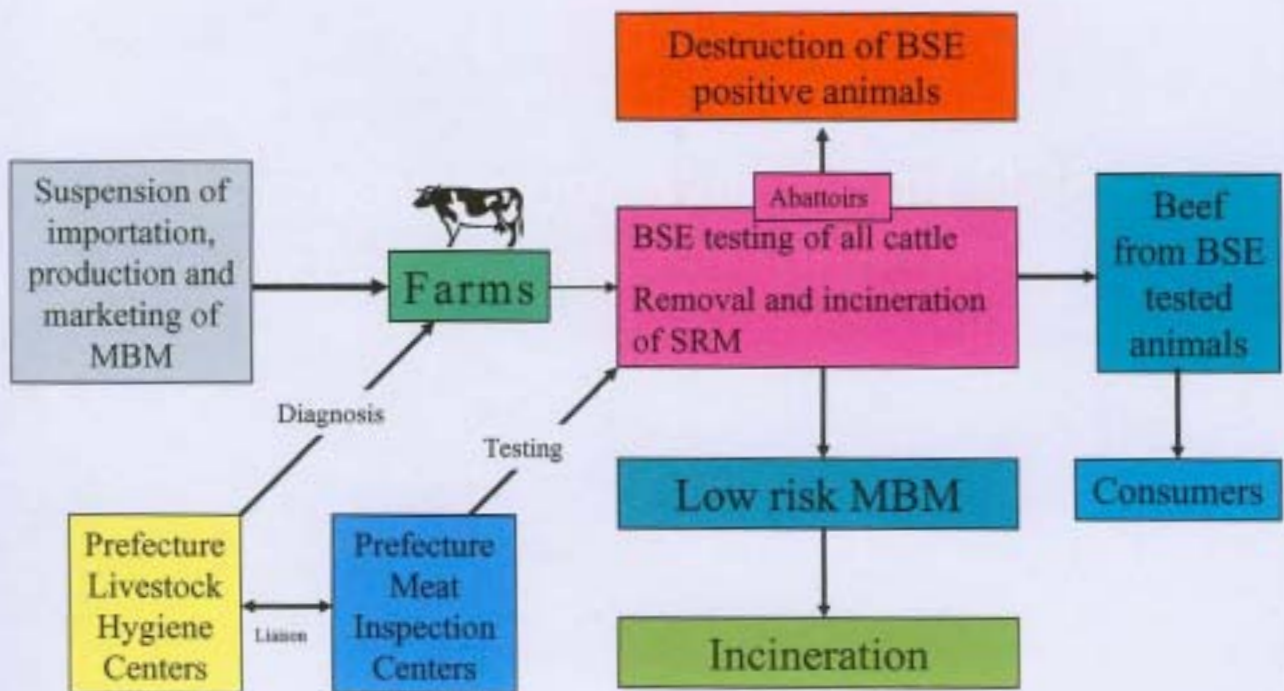 Destruction of BSE
positive animals
Suspension of
importation,
production and
marketing of
MBM
Farms
Abattoirs
BSE testing of all cattle
Removal and incineration
of SRM
Beef
from BSE
tested
animals
Diagnosis
Testing
Low risk MBM
Consumers
Prefecture
Livestock
Hygiene
Centers
Liaison
Prefecture
Meat
Inspection
Centers
Incineration